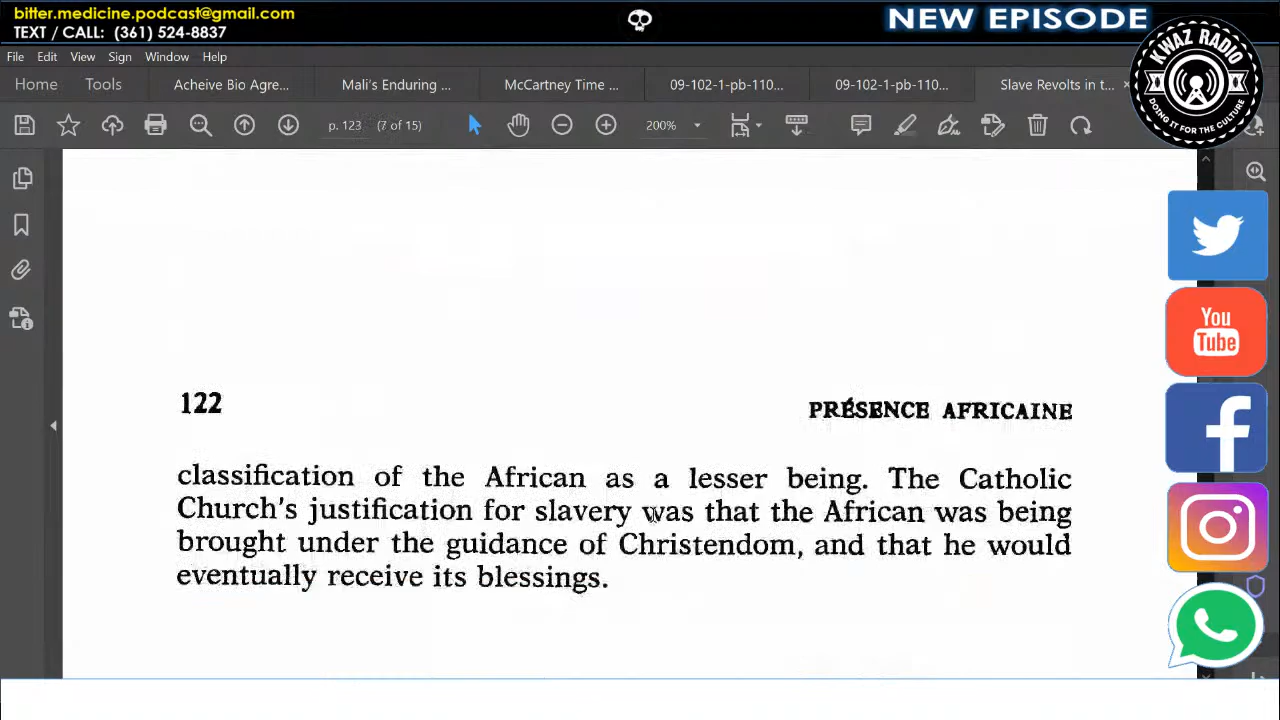 bitter.medicine.podcast@gmail.com
TEXT / CALL: (361) 524-8837
NEW EPISODE
KWAZ RADIO
DOING IT FOR THE CULTURE
File Edit View Sign Window Help
Home Tools Acheive Bio Agre... Mali's Enduring ... McCartney Time ... 09-102-1-pb-110... 09-102-1-pb-110... Slave Revolts in t... ×
p. 123 (7 of 15) 200%
You
Tube
122 PRÉSENCE AFRICAINE
classification of the African as a lesser being. The Catholic
Church's justification for slavery was that the African was being
brought under the guidance of Christendom, and that he would
eventually receive its blessings.